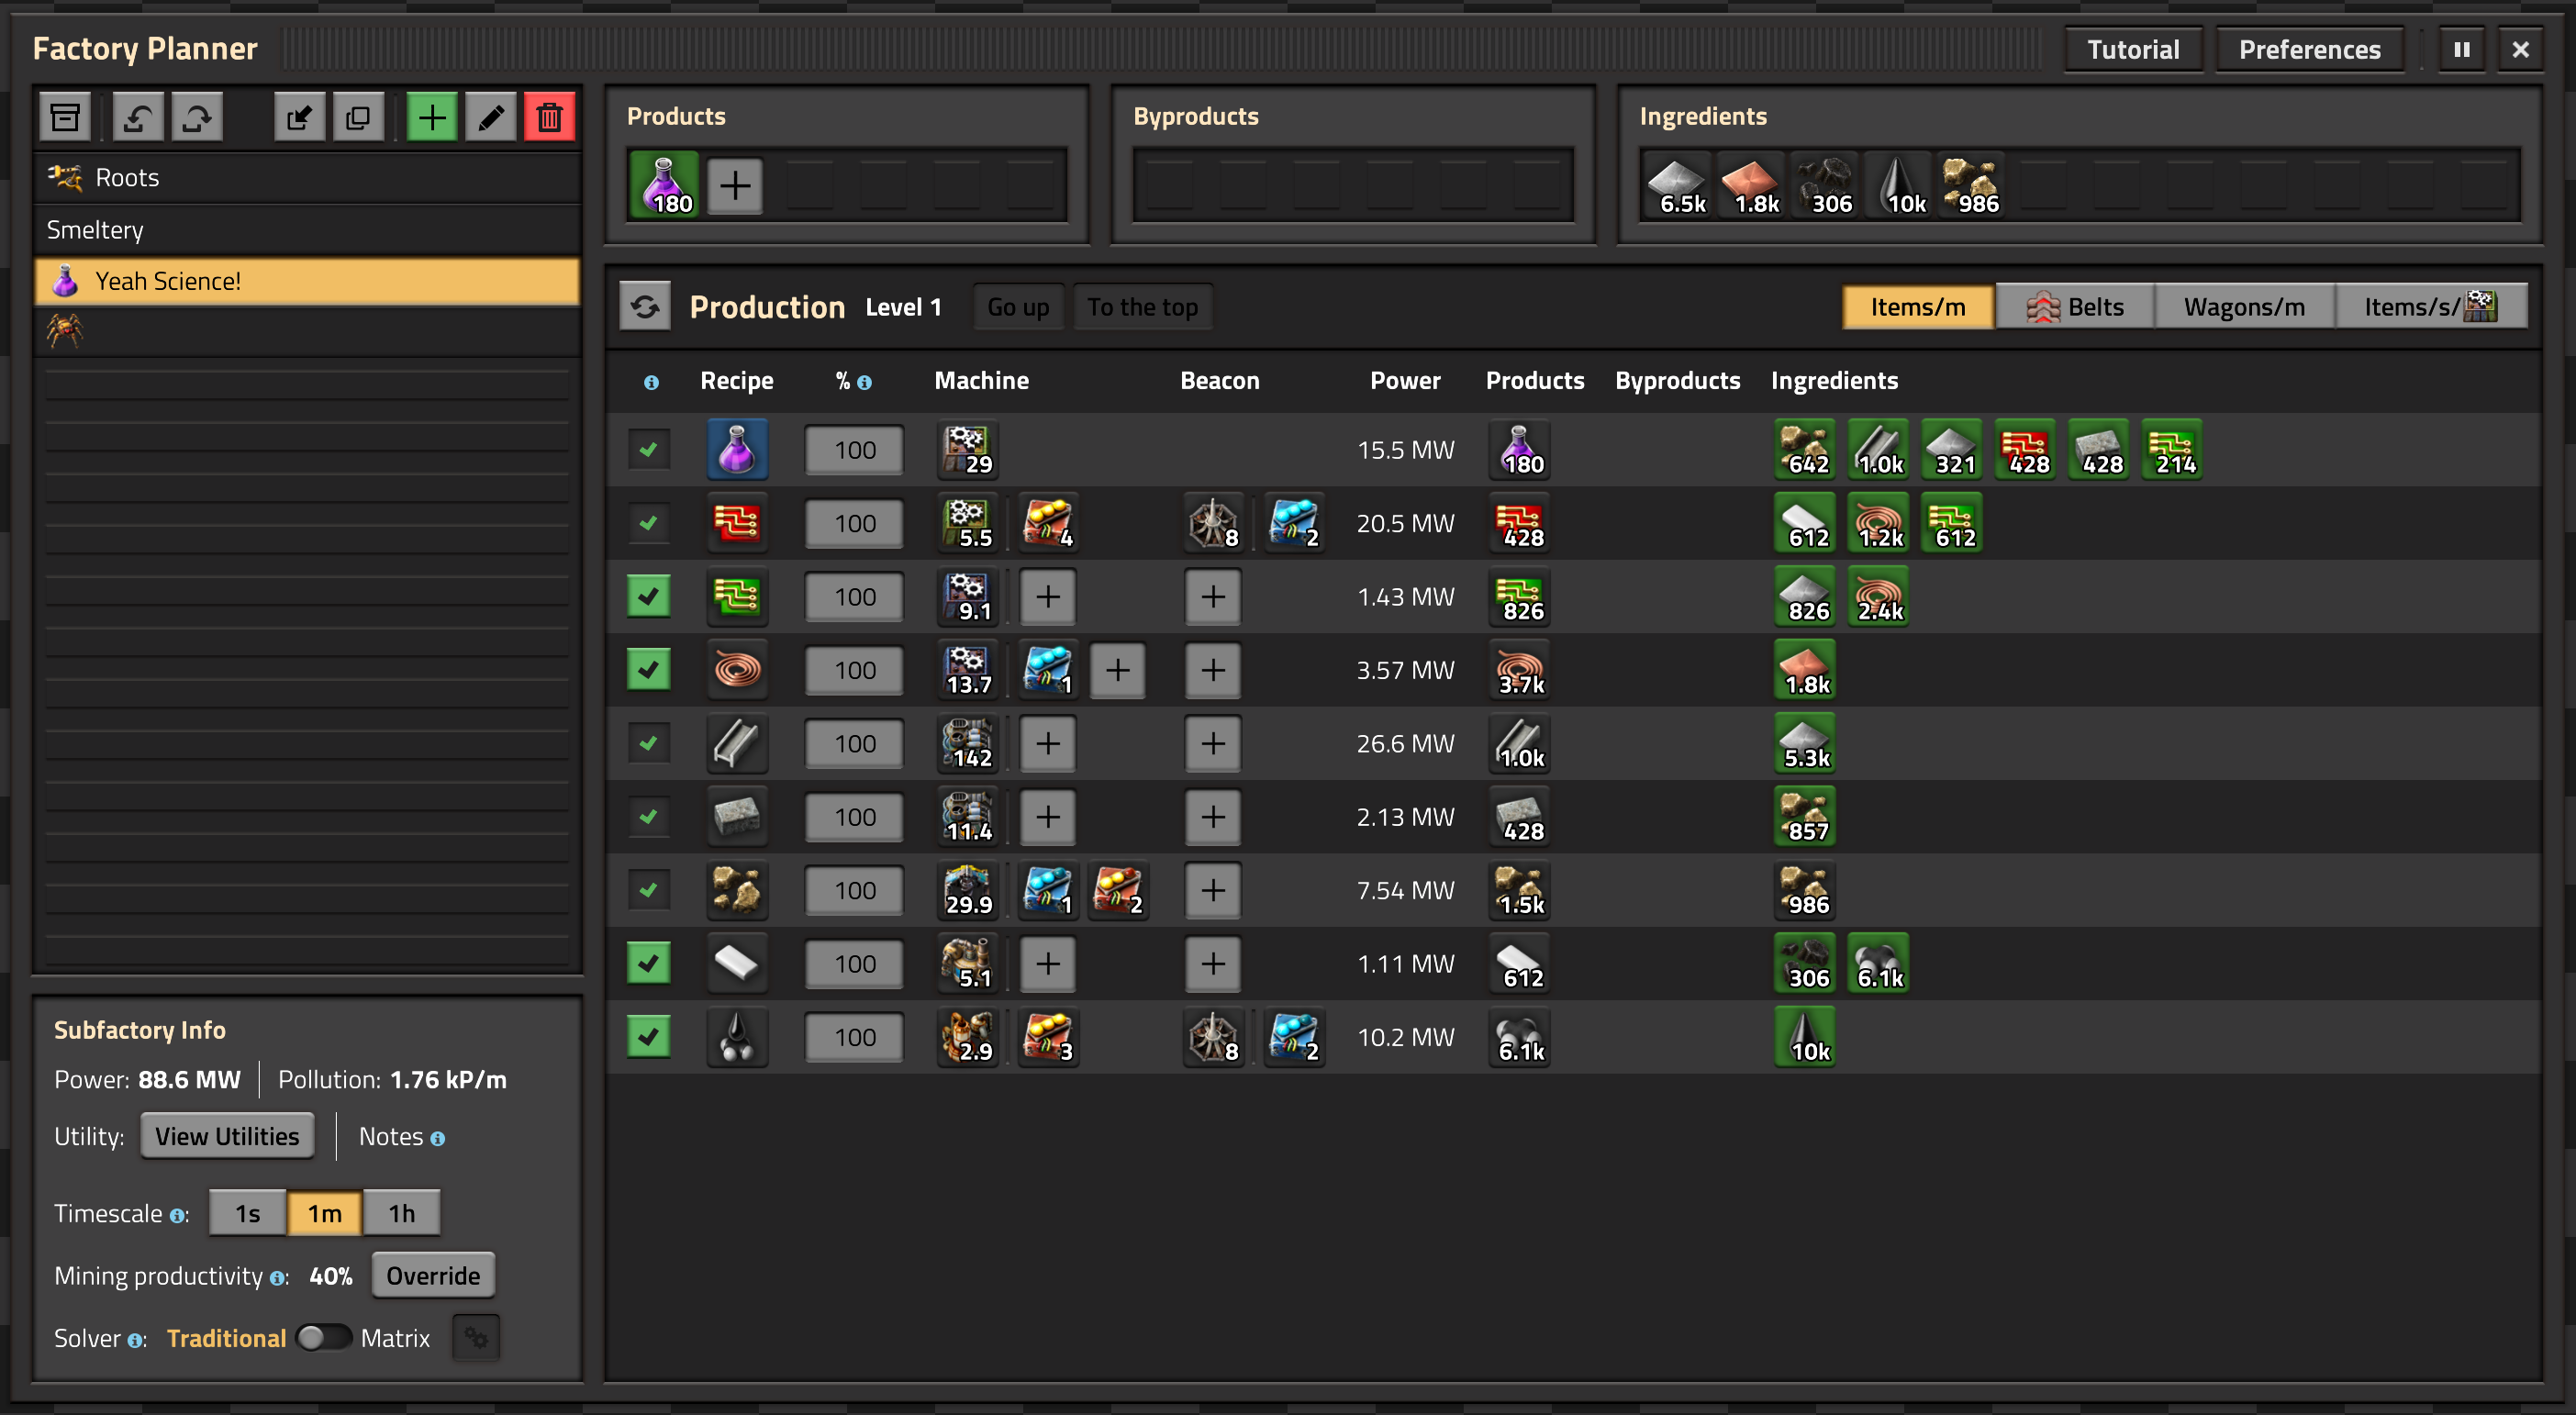 Factory Planner
Tutorial
Preferences
Roots
Smeltery
Yeah Science!
Products
180
Byproducts
Ingredients
6.5k 1.8k 306 10k 986
Production Level 1 Go up To the top
Items/m Belts Wagons/m Items/s/
Recipe % Machine Beacon Power Products Byproducts Ingredients
100 29 15.5 MW 180 642 1.0k 321 428 428 214
100 5.5 4 8 2 20.5 MW 428 612 1.2k 612
100 9.1 1.43 MW 826 826 2.4k
100 13.7 1 3.57 MW 3.7k 1.8k
100 142 26.6 MW 1.0k 5.3k
100 11.4 2.13 MW 428 857
100 29.9 1 2 7.54 MW 1.5k 986
100 5.1 1.11 MW 612 306 6.1k
100 2.9 3 8 2 10.2 MW 6.1k 10k
Subfactory Info
Power: 88.6 MW Pollution: 1.76 kP/m
Utility: View Utilities Notes
Timescale : 1s 1m 1h
Mining productivity : 40% Override
Solver : Traditional Matrix